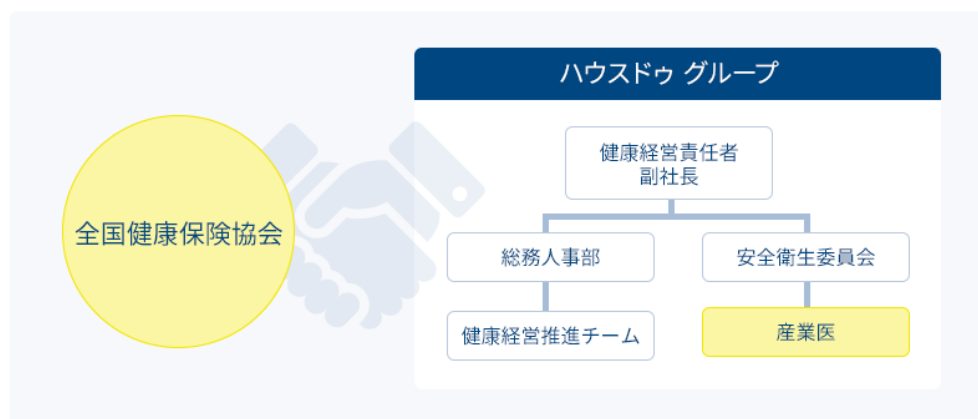 ハウスドゥ グループ
健康経営責任者
副社長
全国健康保険協会
総務人事部
安全衛生委員会
健康経営推進チーム
産業医